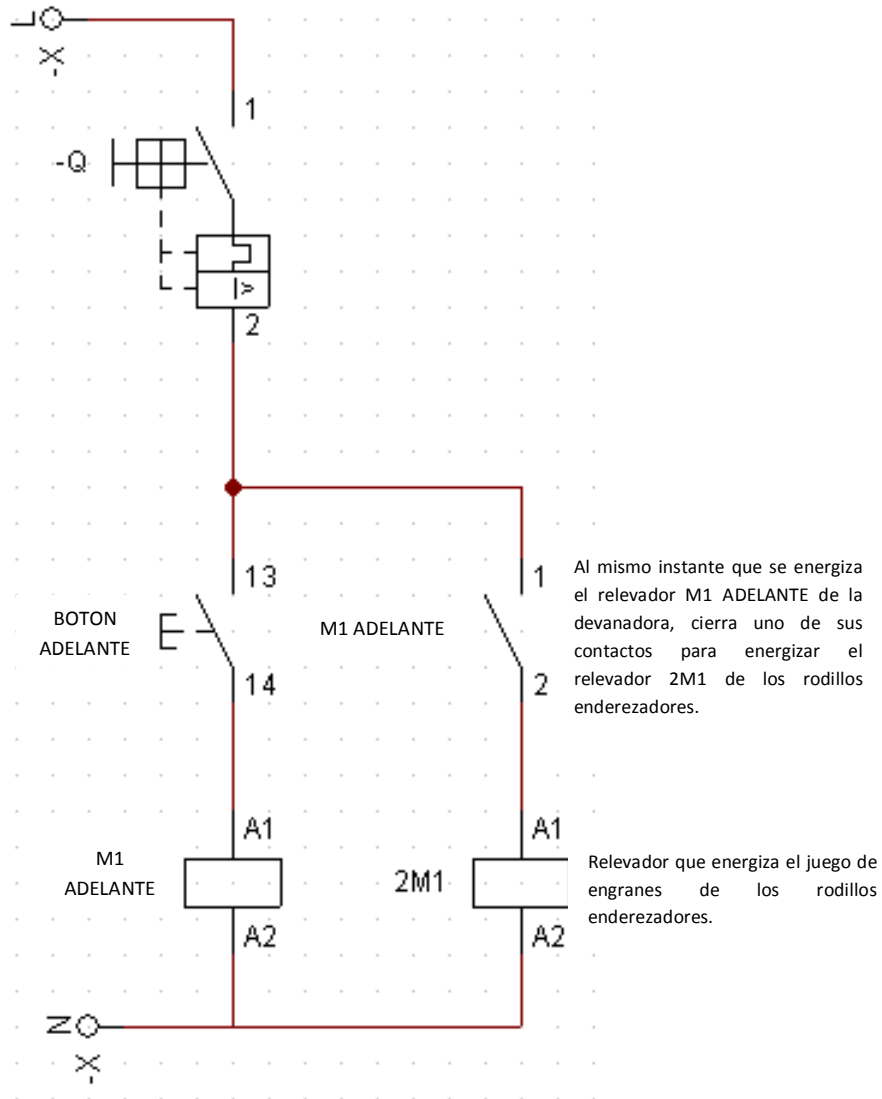 L
-X
1
-Q
I>
2
13
1
BOTON
ADELANTE
M1 ADELANTE
14
2
Al mismo instante que se energiza
el relevador M1 ADELANTE de la
devanadora, cierra uno de sus
contactos para energizar el
relevador 2M1 de los rodillos
enderezadores.
A1
A1
M1
ADELANTE
2M1
Relevador que energiza el juego de
engranes de los rodillos
enderezadores.
A2
A2
N
-X